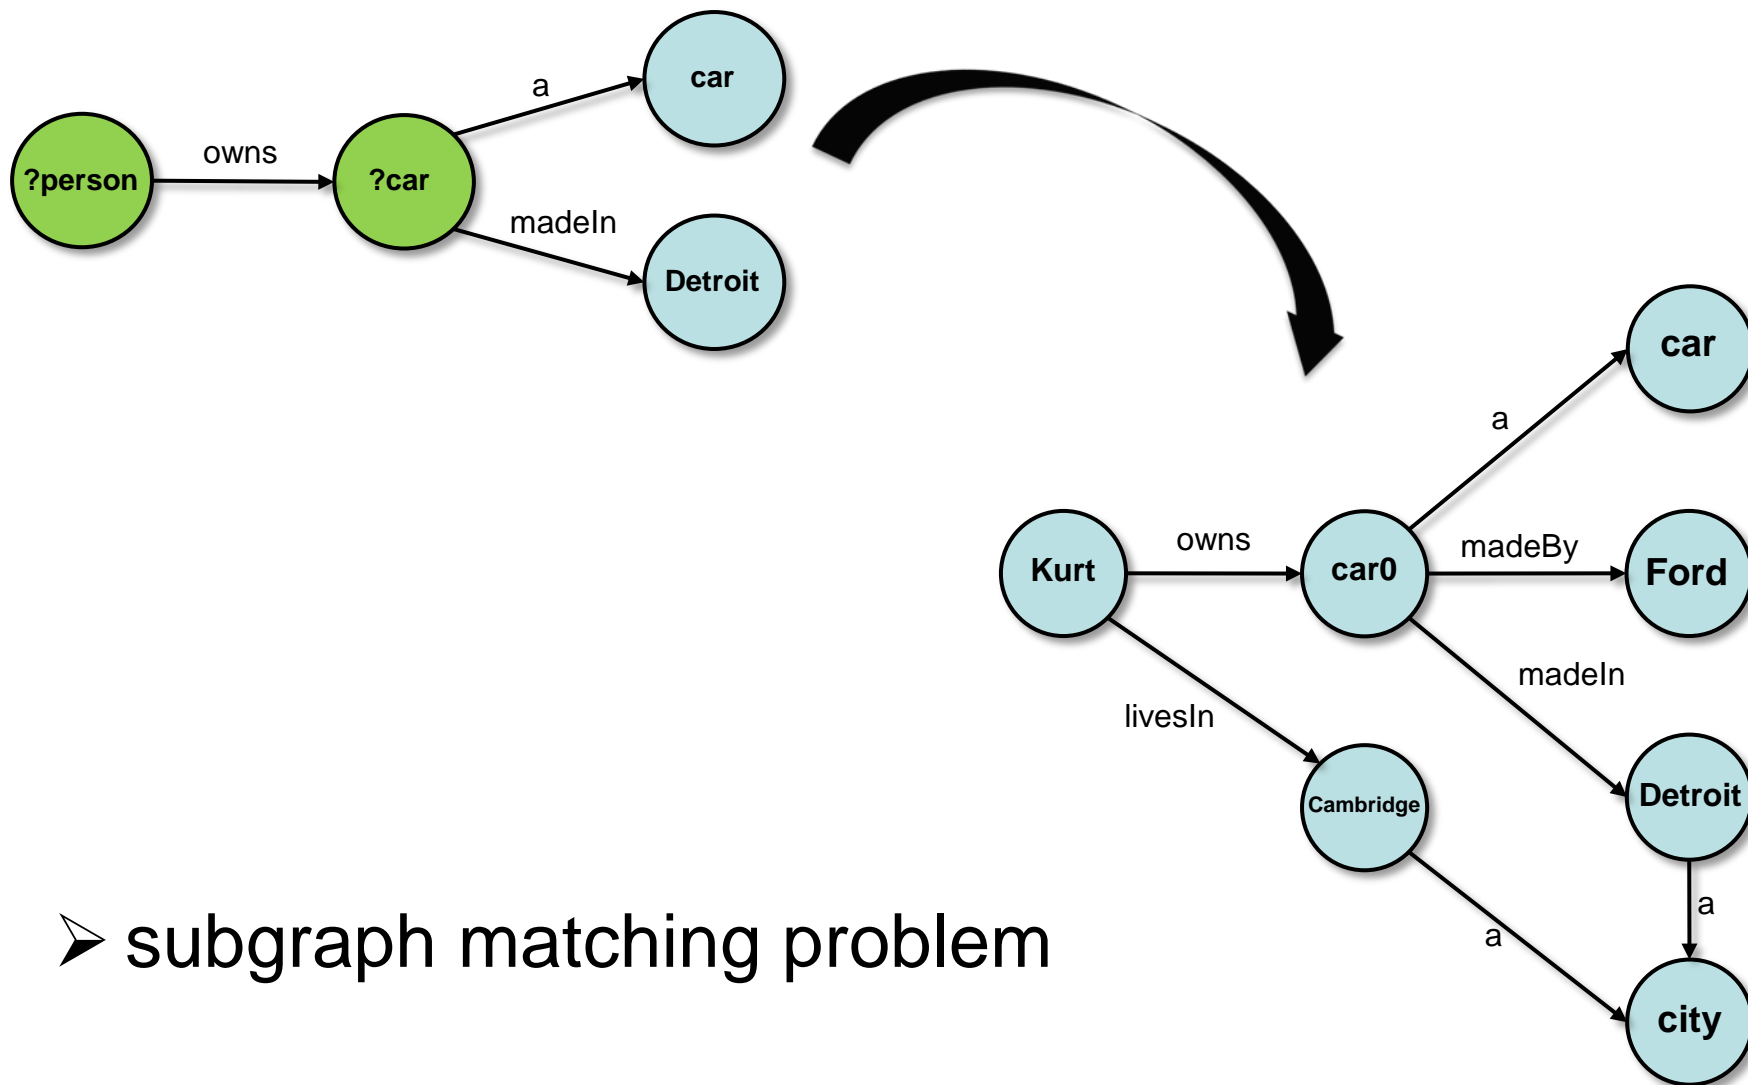 car
a
owns
?person
?car
madeIn
Detroit
car
a
owns
madeBy
Kurt
car0
Ford
madeIn
livesIn
Detroit
Cambridge
a
a
➢ subgraph matching problem
city